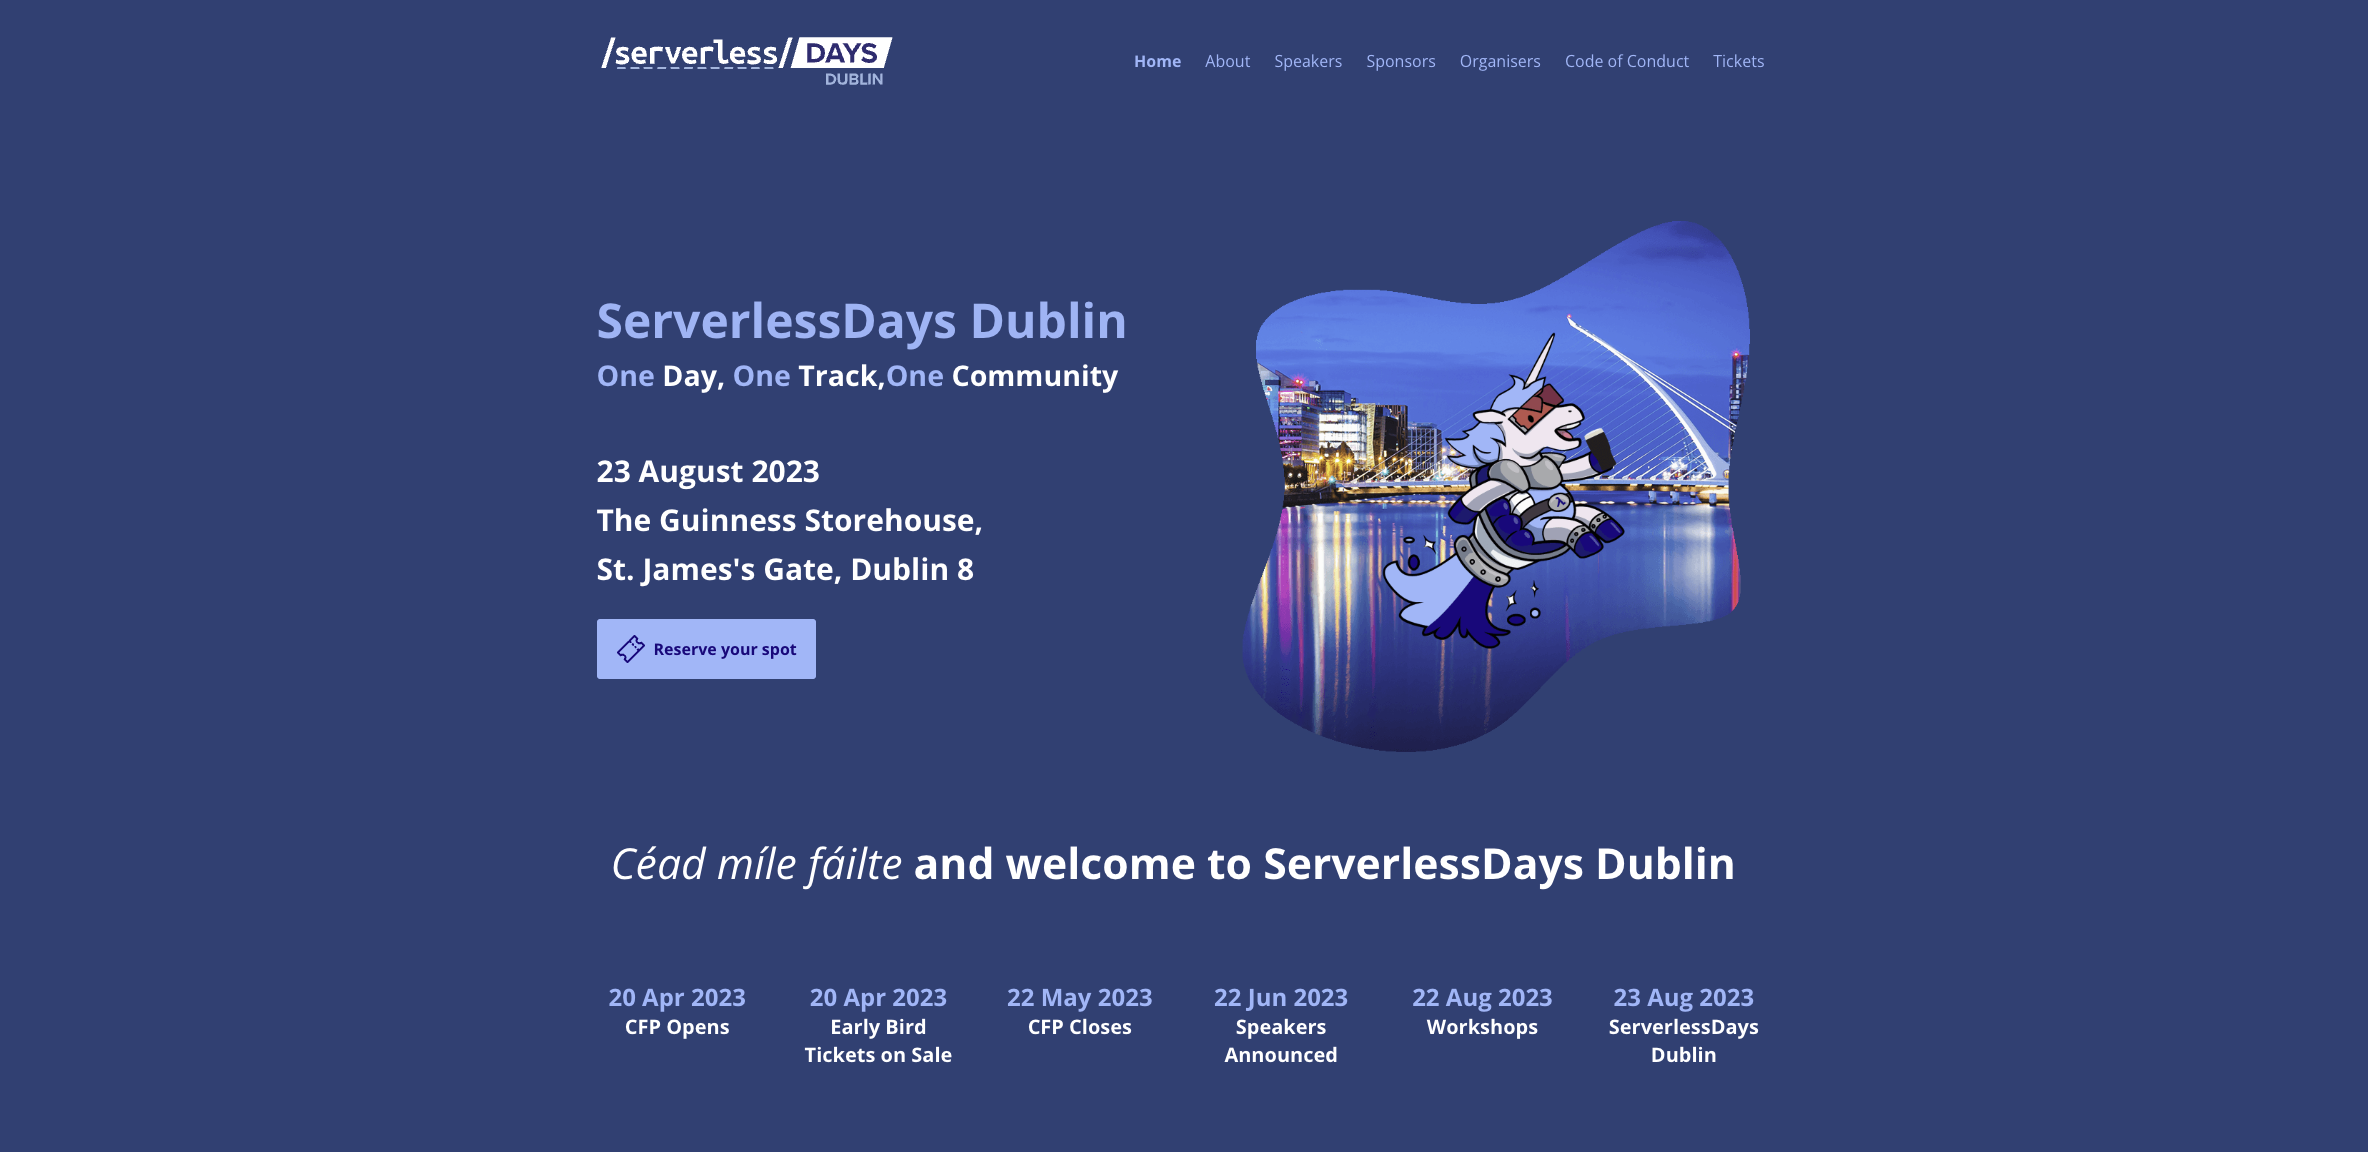 /serverless/ DAYS
DUBLIN
Home About Speakers Sponsors Organisers Code of Conduct Tickets
ServerlessDays Dublin
One Day, One Track,One Community
23 August 2023
The Guinness Storehouse,
St. James's Gate, Dublin 8
Reserve your spot
λ
Céad míle fáilte and welcome to ServerlessDays Dublin
20 Apr 2023
CFP Opens
20 Apr 2023
Early Bird
Tickets on Sale
22 May 2023
CFP Closes
22 Jun 2023
Speakers
Announced
22 Aug 2023
Workshops
23 Aug 2023
ServerlessDays
Dublin